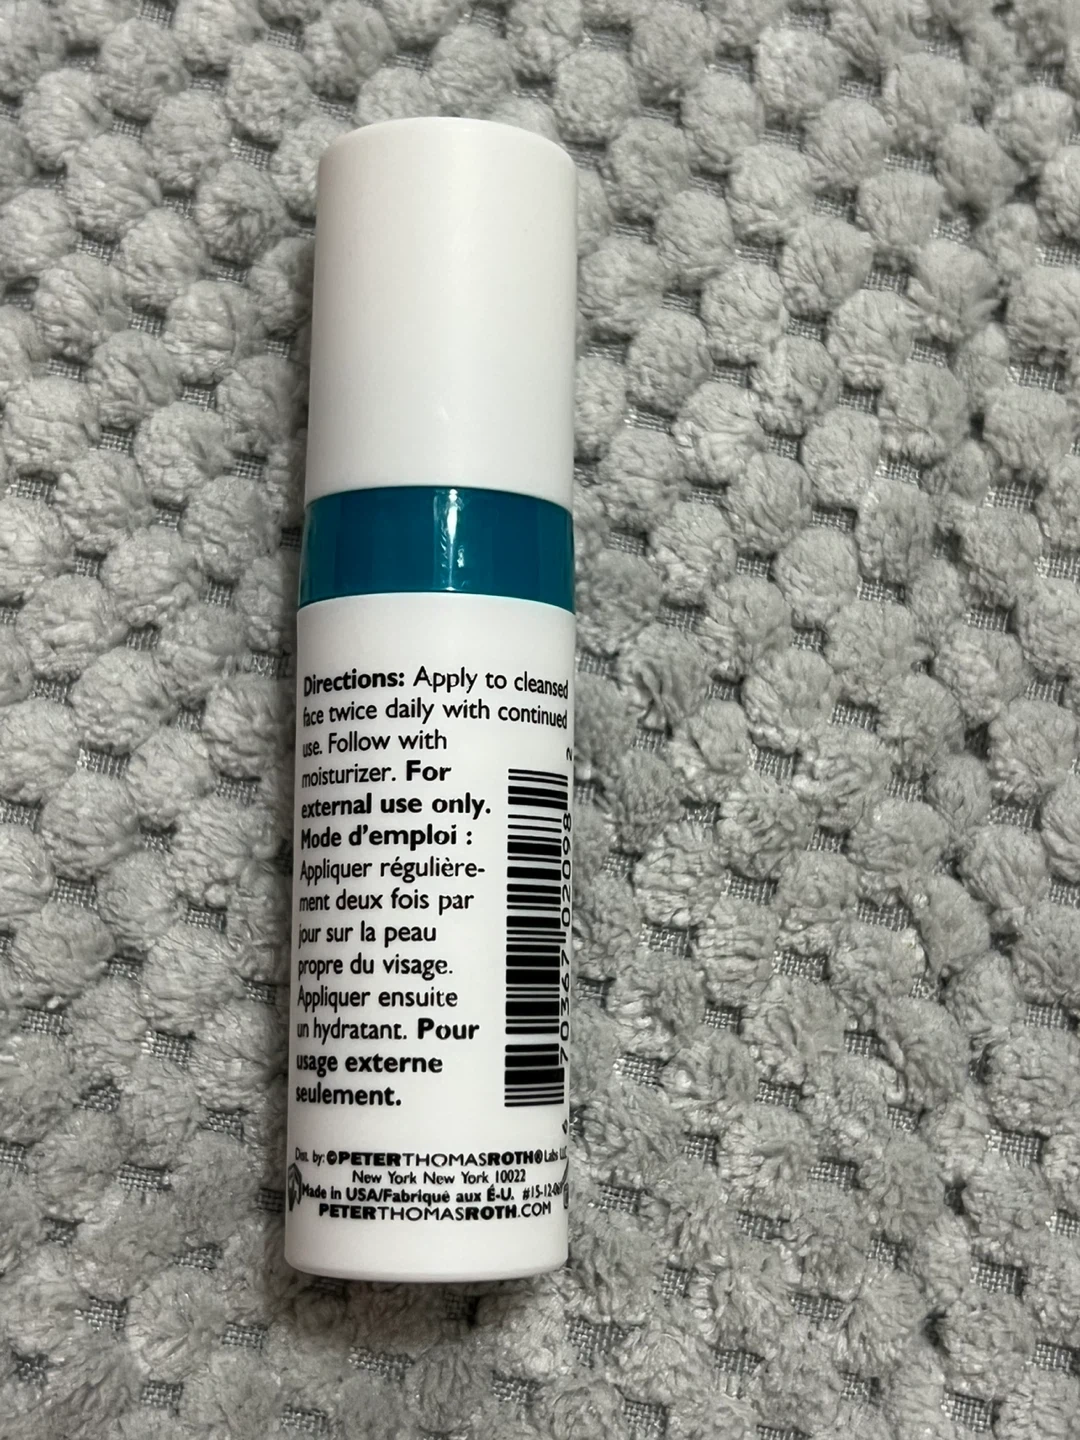 Directions: Apply to cleansed
face twice daily with continued
use. Follow with
moisturizer. For
external use only.
Mode d'emploi :
Appliquer régulière-
ment deux fois par
jour sur la peau
propre du visage.
Appliquer ensuite
un hydratant. Pour
usage externe
seulement.
70367 02098 2
Dist. by: ©PETERTHOMASROTH® Labs LLC
New York New York 10022
Made in USA/Fabriqué aux É-U.
PETERTHOMASROTH.COM